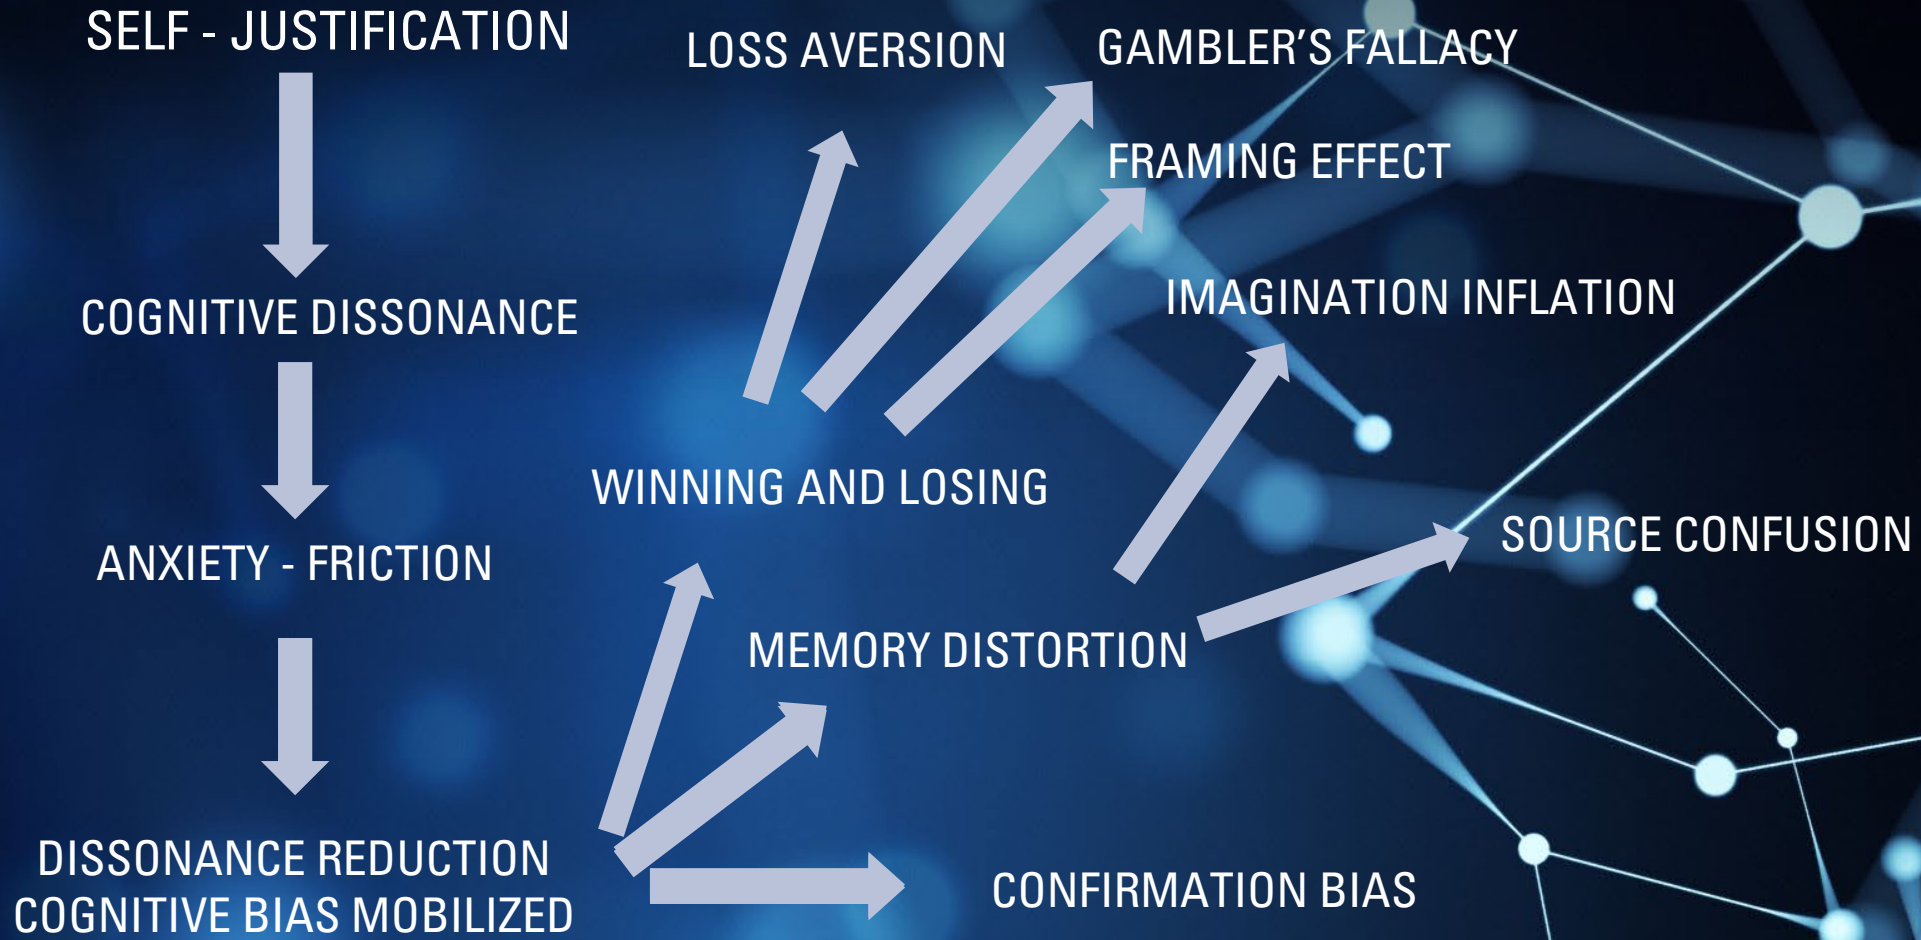 SELF - JUSTIFICATION
LOSS AVERSION
GAMBLER'S FALLACY
FRAMING EFFECT
IMAGINATION INFLATION
COGNITIVE DISSONANCE
WINNING AND LOSING
SOURCE CONFUSION
ANXIETY - FRICTION
MEMORY DISTORTION
DISSONANCE REDUCTION
COGNITIVE BIAS MOBILIZED
CONFIRMATION BIAS